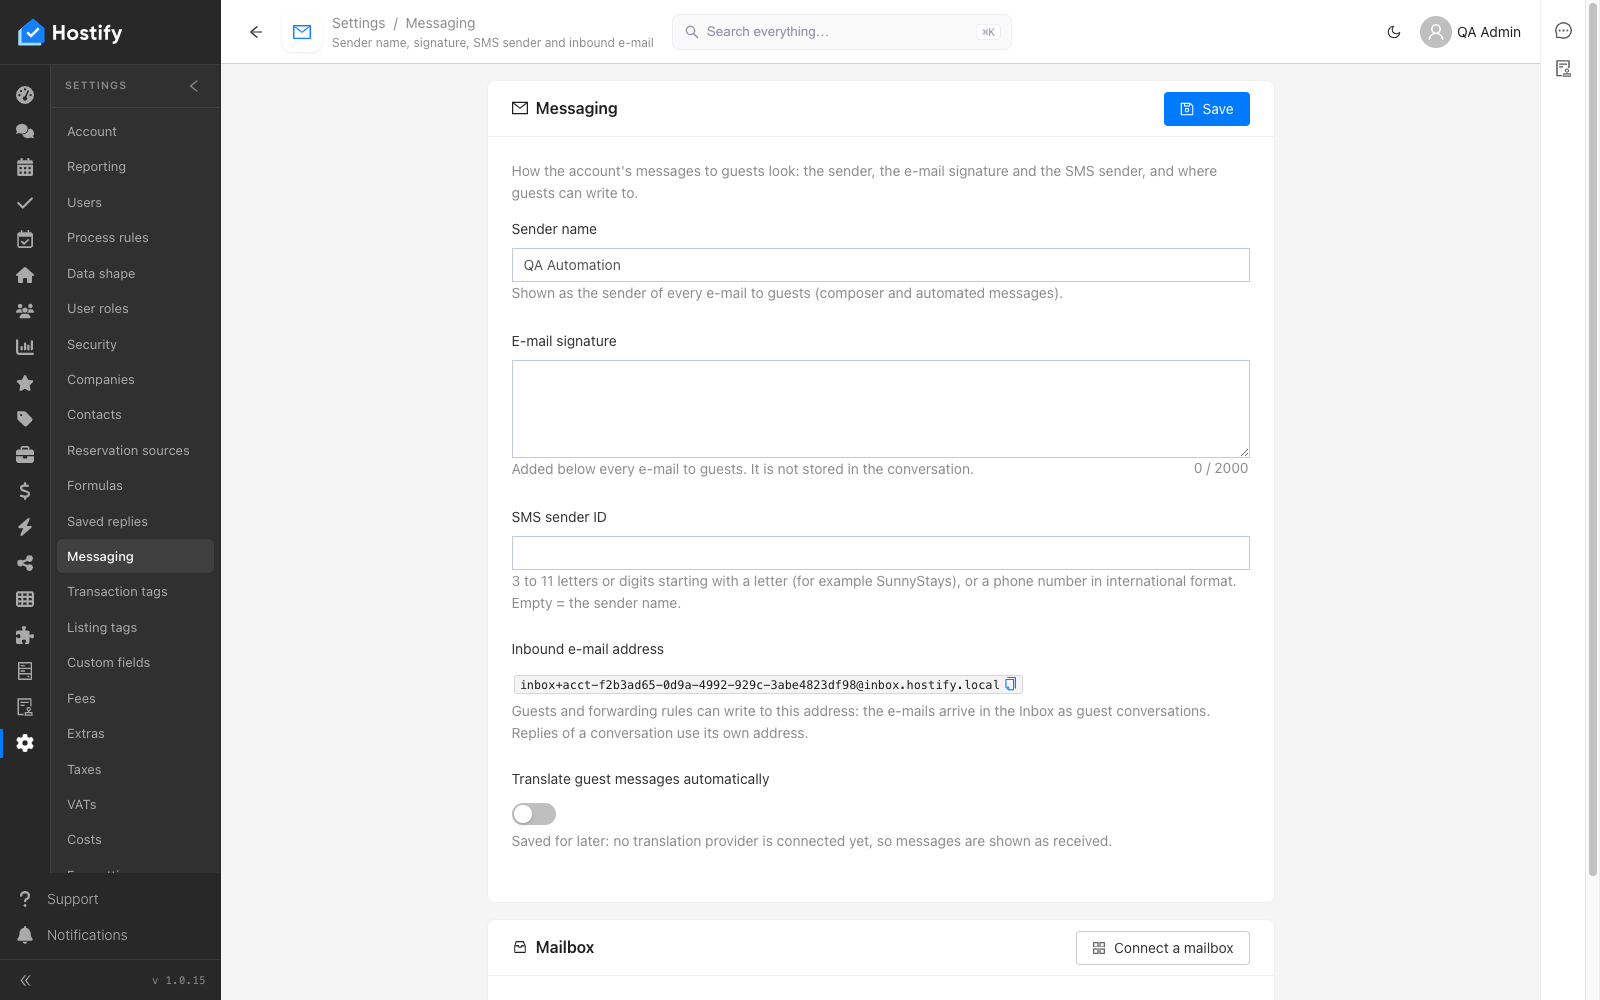 Hostify
SETTINGS
Account
Reporting
Users
Process rules
Data shape
User roles
Security
Companies
Contacts
Reservation sources
Formulas
Saved replies
Messaging
Transaction tags
Listing tags
Custom fields
Fees
Extras
Taxes
VATs
Costs
Support
Notifications
v 1.0.15
Settings / Messaging
Sender name, signature, SMS sender and inbound e-mail
Search everything...
⌘K
QA Admin
Messaging
Save
How the account's messages to guests look: the sender, the e-mail signature and the SMS sender, and where
guests can write to.
Sender name
QA Automation
Shown as the sender of every e-mail to guests (composer and automated messages).
E-mail signature
Added below every e-mail to guests. It is not stored in the conversation.
0 / 2000
SMS sender ID
3 to 11 letters or digits starting with a letter (for example SunnyStays), or a phone number in international format.
Empty = the sender name.
Inbound e-mail address
inbox+acct-f2b3ad65-0d9a-4992-929c-3abe4823df98@inbox.hostify.local
Guests and forwarding rules can write to this address: the e-mails arrive in the Inbox as guest conversations.
Replies of a conversation use its own address.
Translate guest messages automatically
Saved for later: no translation provider is connected yet, so messages are shown as received.
Mailbox
Connect a mailbox